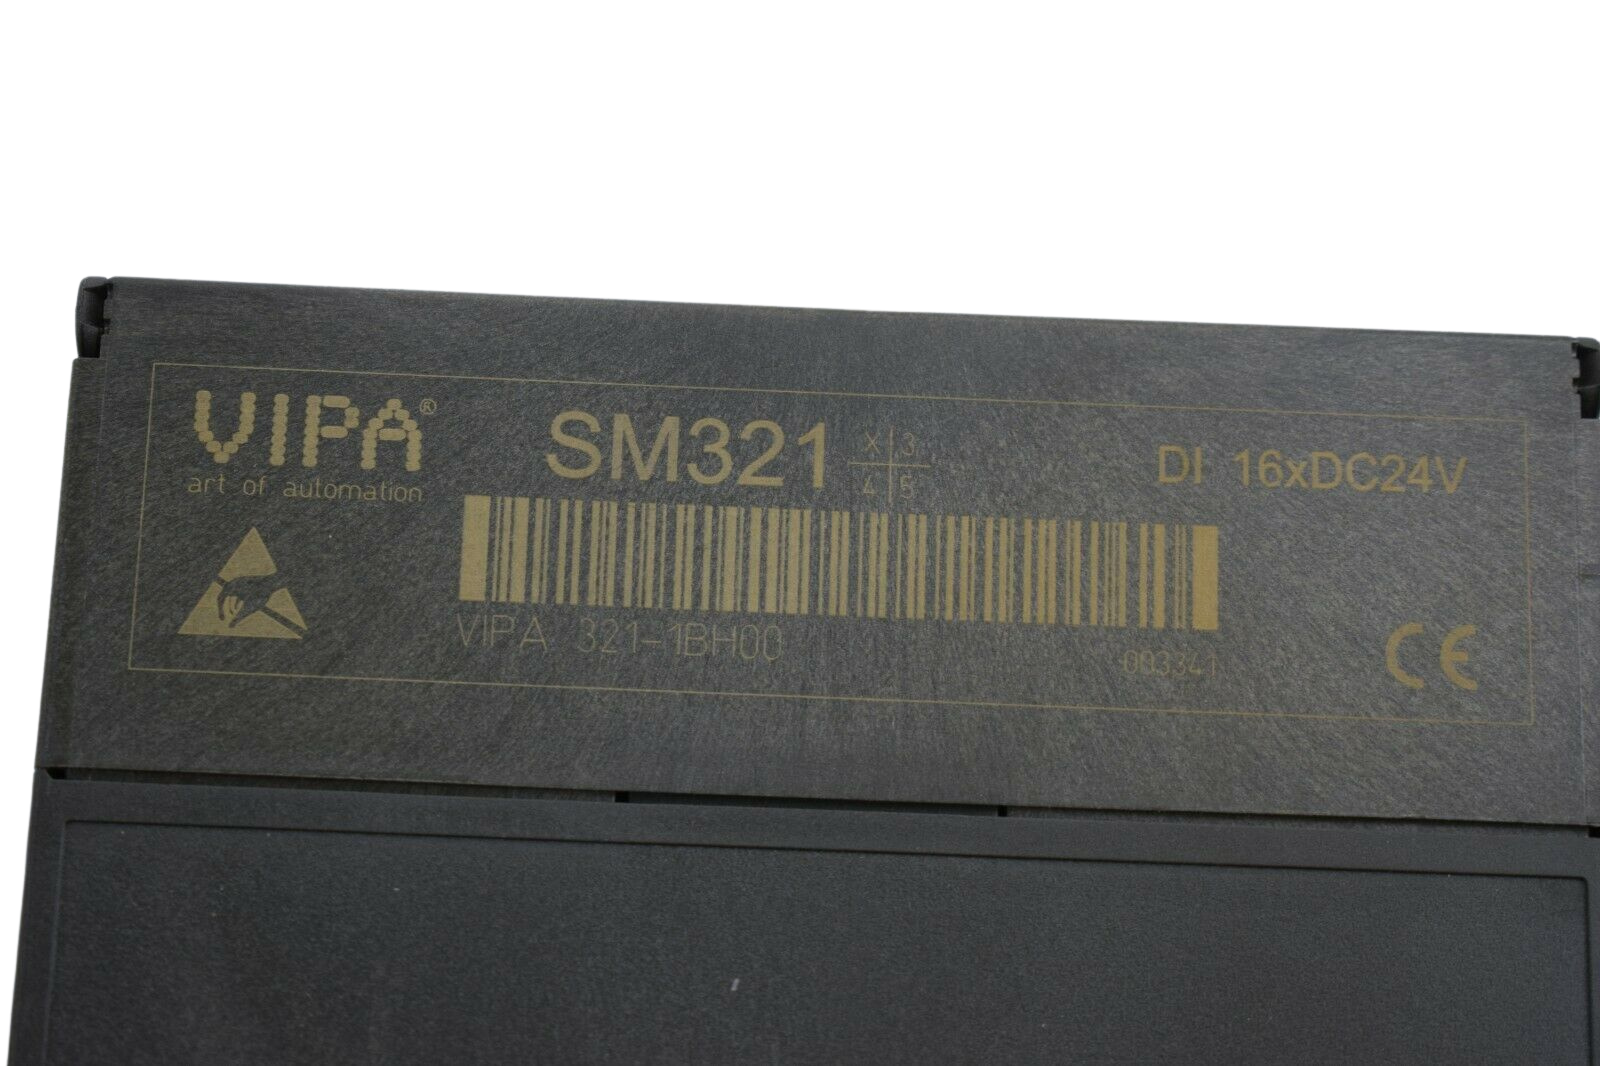 VIPA®
art of automation
SM321
X 3
4 5
DI 16xDC24V
VIPA 321-1BH00
003341
CE